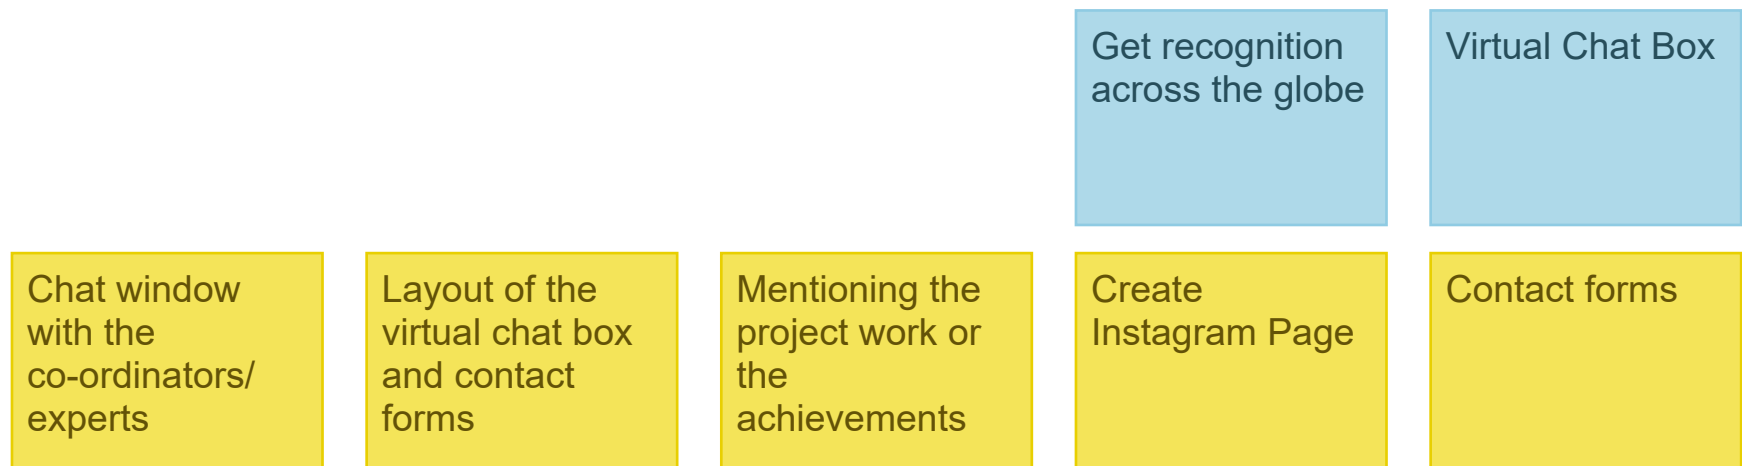 Get recognition
across the globe
Virtual Chat Box
Chat window
with the
co-ordinators/
experts
Layout of the
virtual chat box
and contact
forms
Mentioning the
project work or
the
achievements
Create
Instagram Page
Contact forms